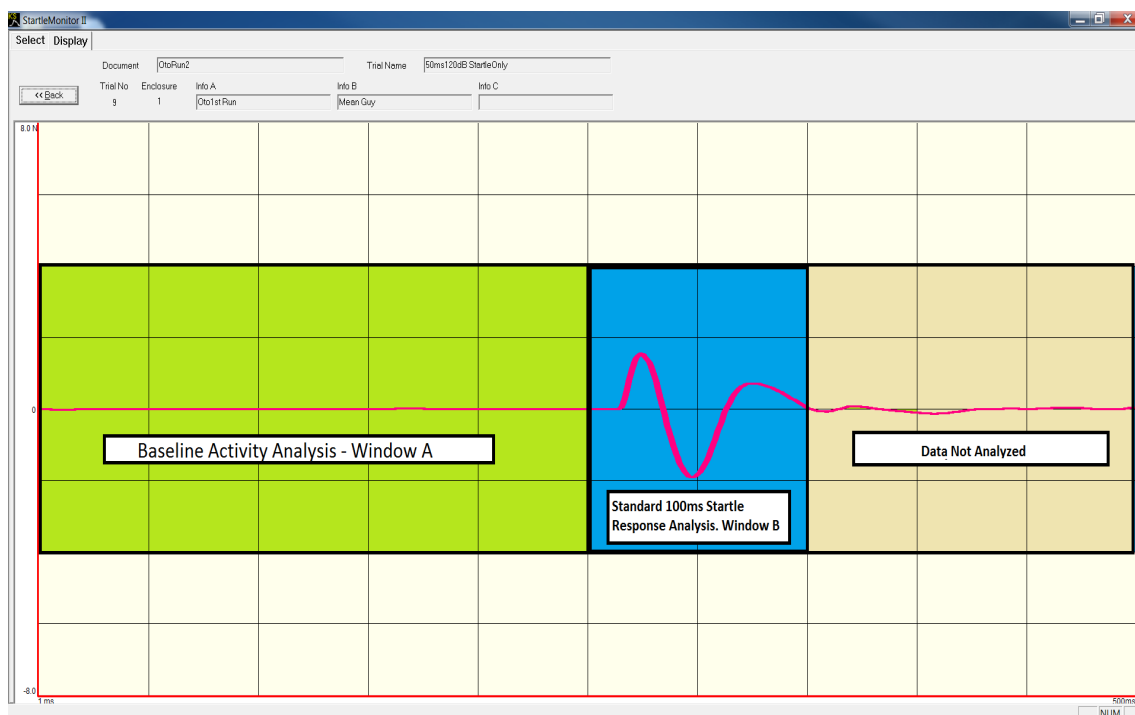 StartleMonitor II
Select Display
Document OtoRun2 Trial Name 50ms120dB StartleOnly
Trial No Enclosure Info A Info B Info C
<< Back 9 1 Oto1st Run Mean Guy
8.0 N
0
Baseline Activity Analysis - Window A
Data Not Analyzed
Standard 100ms Startle
Response Analysis. Window B
-8.0
1 ms 500ms
NUM